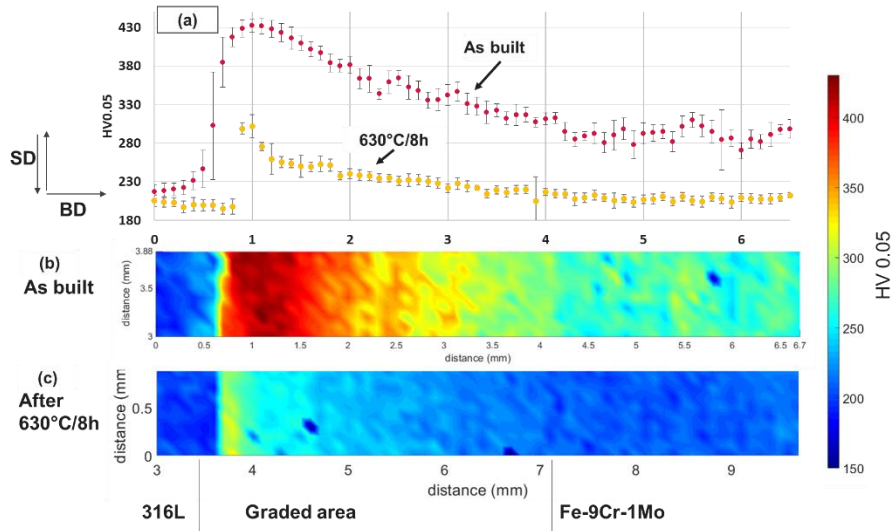 (a)
430
380
330
280
230
180
HV0.05
As built
630°C/8h
SD
BD
0 1 2 3 4 5 6
(b)
As built
3.88
3.5
3
distance (mm)
0 0.5 1 1.5 2 2.5 3 3.5 4 4.5 5 5.5 6 6.5 6.7
distance (mm)
(c)
After
630°C/8h
0.5
0
distance (mm)
3 4 5 6 7 8 9
distance (mm)
316L Graded area Fe-9Cr-1Mo
400
350
300
250
200
150
HV 0.05